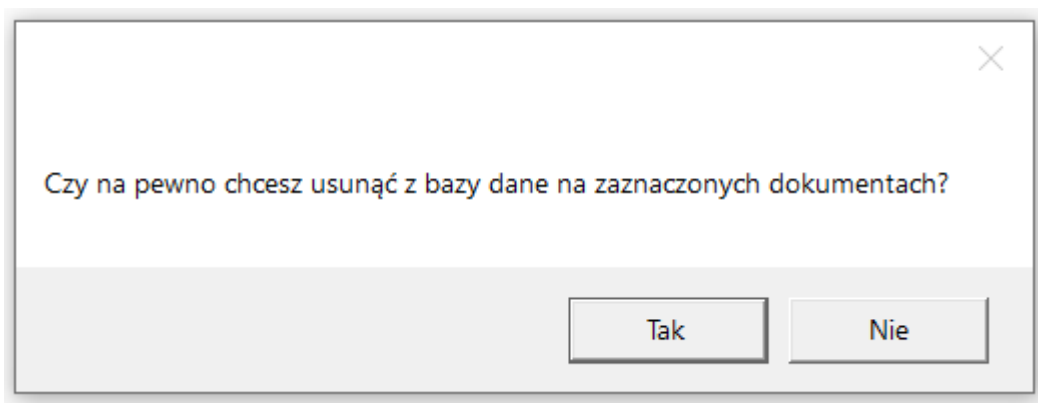 Czy na pewno chcesz usunąć z bazy dane na zaznaczonych dokumentach?
Tak
Nie